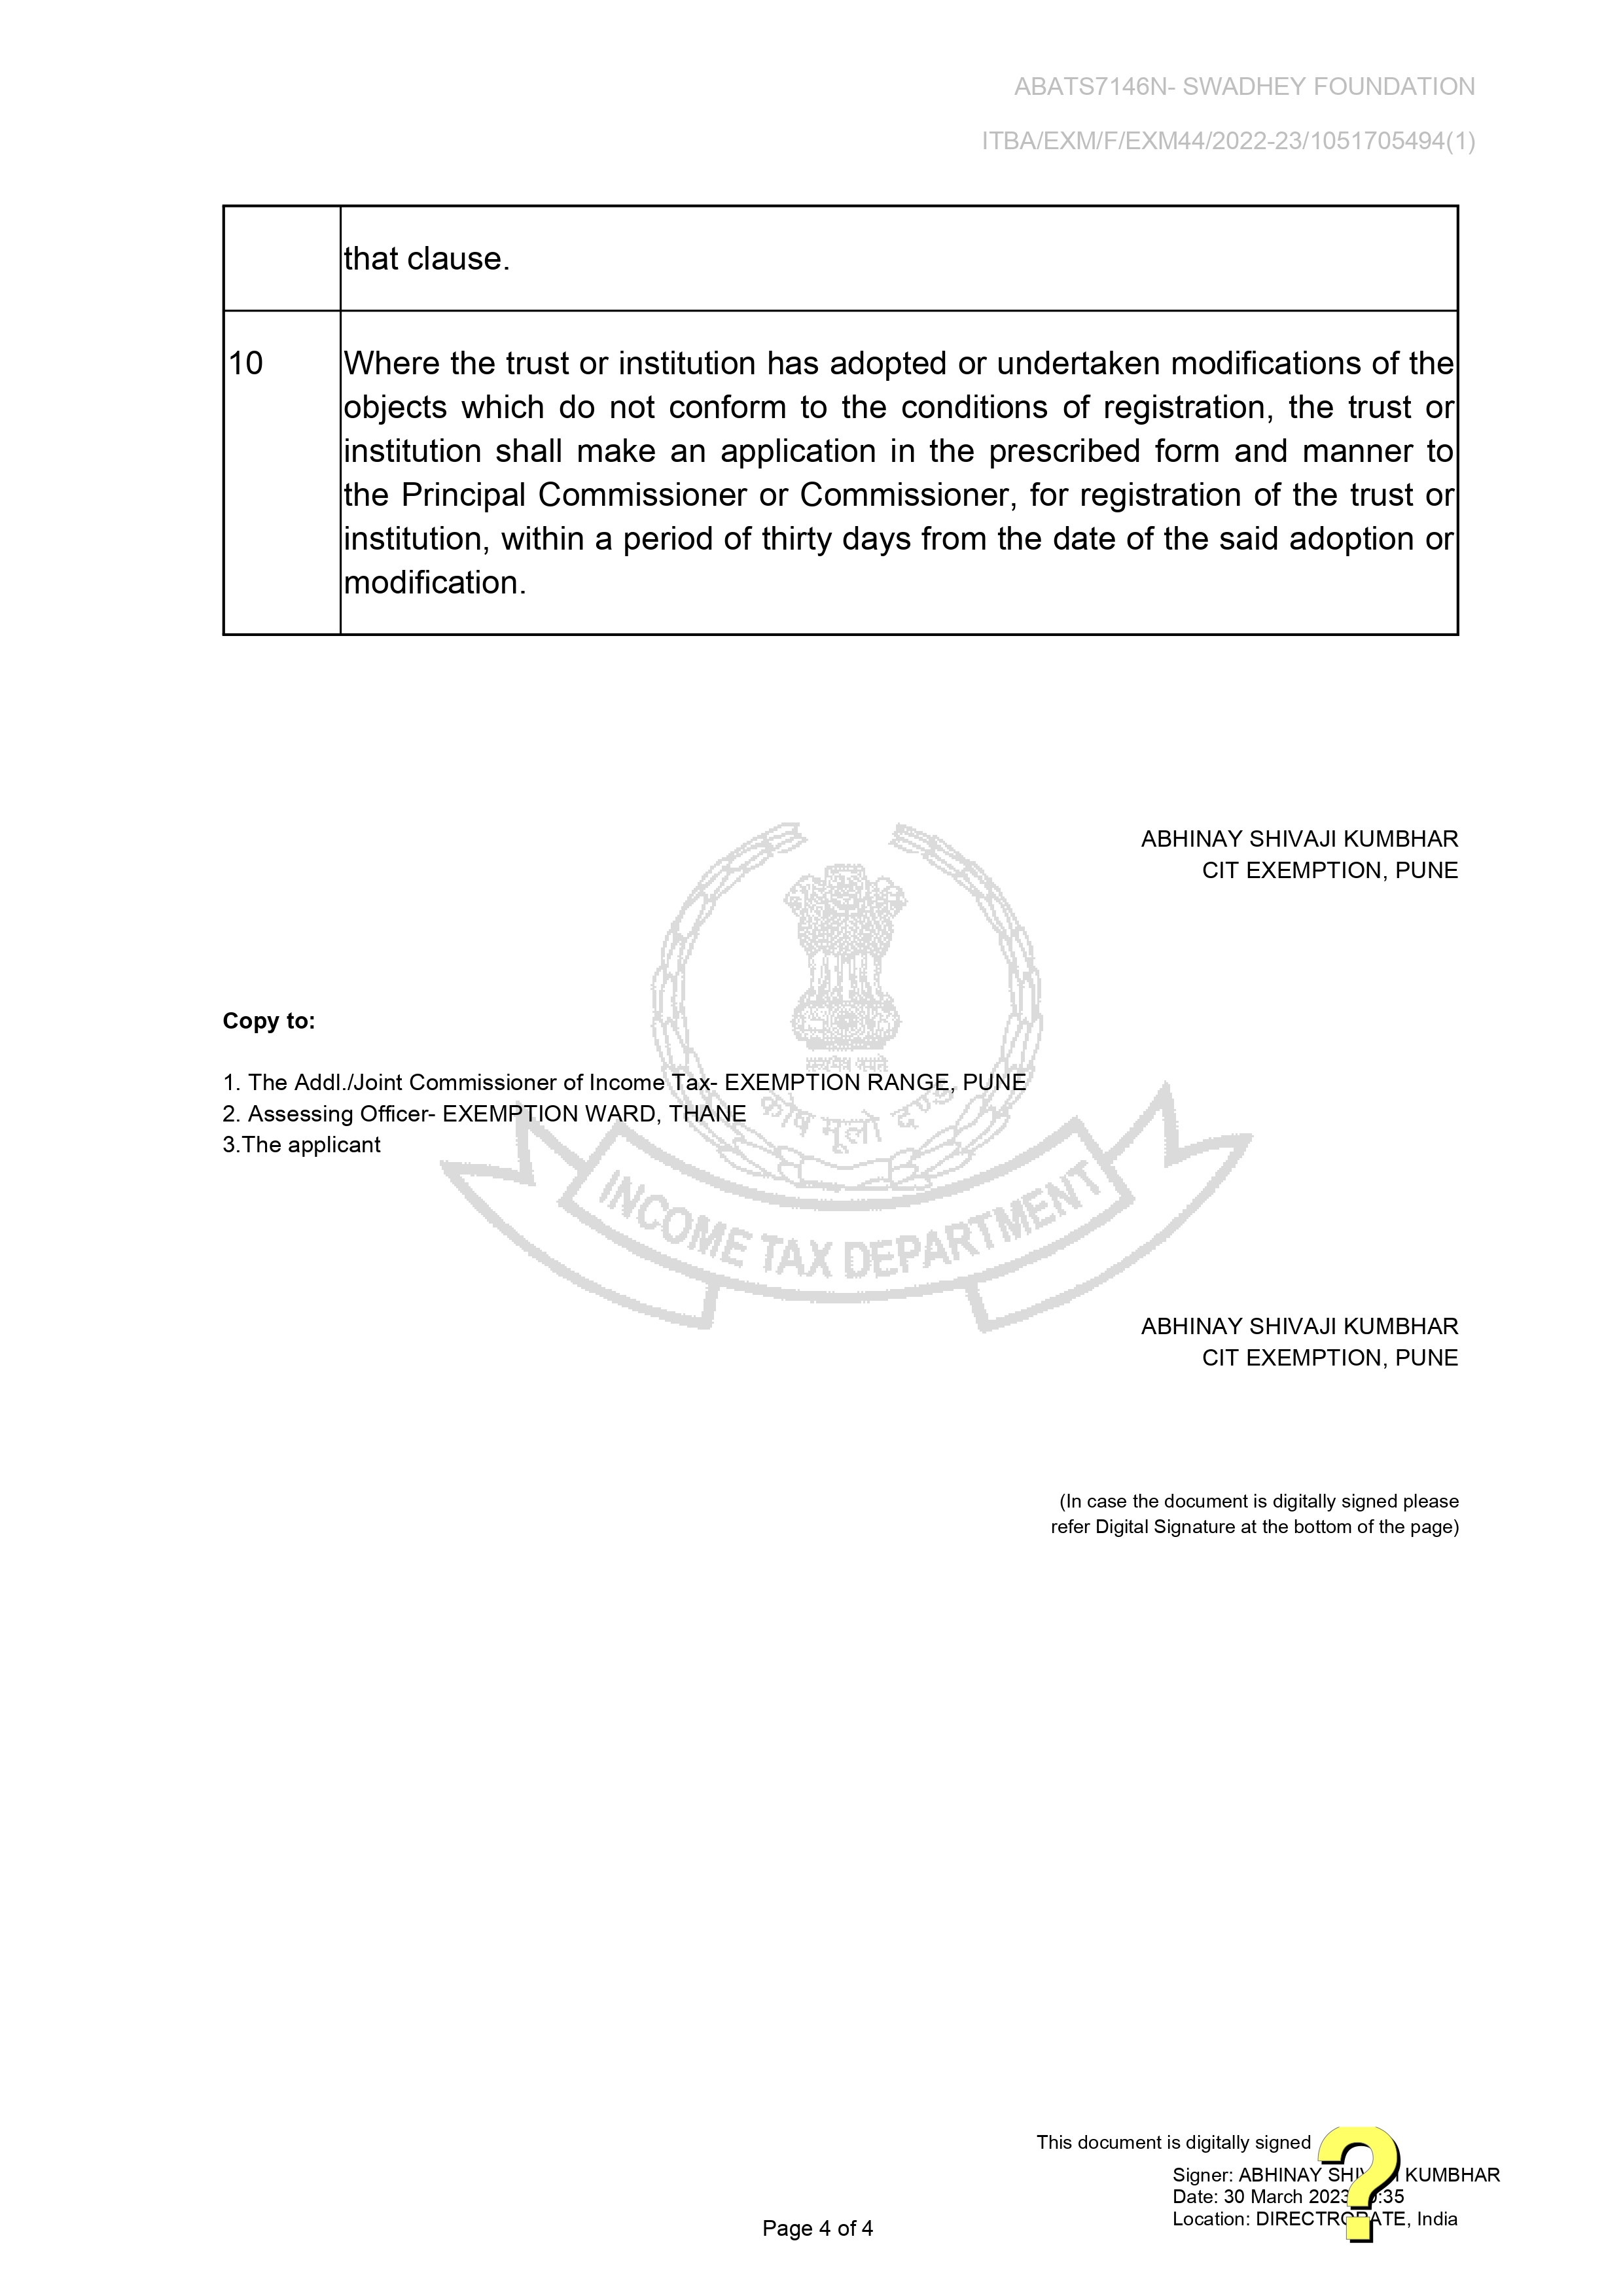 ABATS7146N- SWADHEY FOUNDATION
ITBA/EXM/F/EXM44/2022-23/1051705494(1)
that clause.
10 Where the trust or institution has adopted or undertaken modifications of the
objects which do not conform to the conditions of registration, the trust or
institution shall make an application in the prescribed form and manner to
the Principal Commissioner or Commissioner, for registration of the trust or
institution, within a period of thirty days from the date of the said adoption or
modification.
ABHINAY SHIVAJI KUMBHAR
CIT EXEMPTION, PUNE
Copy to:
1. The Addl./Joint Commissioner of Income Tax- EXEMPTION RANGE, PUNE
2. Assessing Officer- EXEMPTION WARD, THANE
3.The applicant
सत्यमेव जयते
कोष मूलो दण्ड
INCOME TAX DEPARTMENT
ABHINAY SHIVAJI KUMBHAR
CIT EXEMPTION, PUNE
(In case the document is digitally signed please
refer Digital Signature at the bottom of the page)
This document is digitally signed
Signer: ABHINAY SHIVAJI KUMBHAR
Date: 30 March 2023
Location: DIRECTRORATE, India
Page 4 of 4